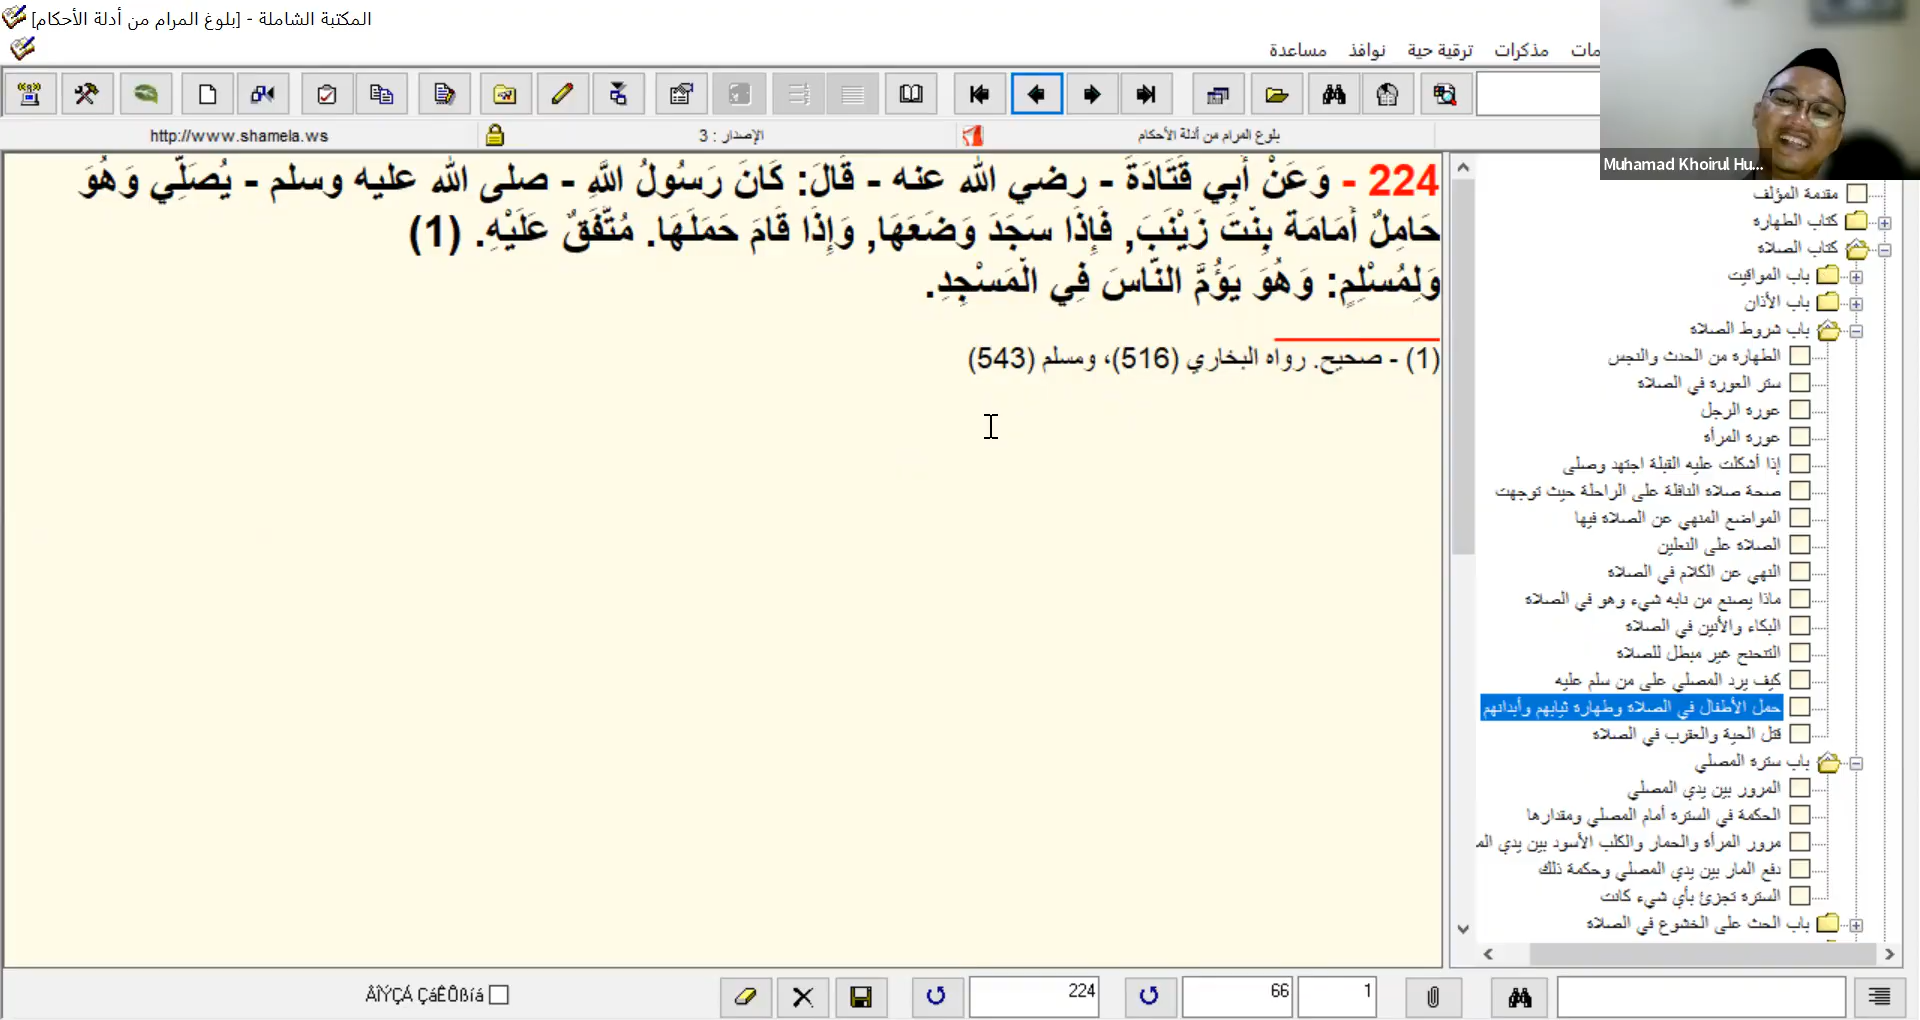 المكتبة الشاملة - [بلوغ المرام من أدلة الأحكام]
مذكرات ترقية حية نوافذ مساعدة
Muhamad Khoirul Hu...
بلوغ المرام من أدلة الأحكام
الإصدار : 3
http://www.shamela.ws
224 - وَعَنْ أَبِي قَتَادَةَ - رضي الله عنه - قَالَ: كَانَ رَسُولُ اللَّهِ - صلى الله عليه وسلم - يُصَلِّي وَهُوَ
حَامِلٌ أُمَامَةَ بِنْتَ زَيْنَبَ, فَإِذَا سَجَدَ وَضَعَهَا, وَإِذَا قَامَ حَمَلَهَا. مُتَّفَقٌ عَلَيْهِ. (1)
وَلِمُسْلِمٍ: وَهُوَ يَؤُمُّ النَّاسَ فِي الْمَسْجِدِ.
(1) - صحيح. رواه البخاري (516)، ومسلم (543)
مقدمة المؤلف
كتاب الطهارة
كتاب الصلاة
باب المواقيت
باب الأذان
باب شروط الصلاة
الطهارة من الحدث والنجس
ستر العورة في الصلاة
عورة الرجل
عورة المرأة
إذا أشكلت عليه القبلة اجتهد وصلى
صحة صلاة النافلة على الراحلة حيث توجهت
المواضع المنهي عن الصلاة فيها
الصلاة على النعلين
النهي عن الكلام في الصلاة
ماذا يصنع من نابه شيء وهو في الصلاة
البكاء والأنين في الصلاة
التنحنح غير مبطل للصلاة
كيف يرد المصلي على من سلم عليه
حمل الأطفال في الصلاة وطهارة ثيابهم وأبدانهم
قتل الحية والعقرب في الصلاة
باب سترة المصلي
المرور بين يدي المصلي
الحكمة في السترة أمام المصلي ومقدارها
مرور المرأة والحمار والكلب الأسود بين يدي
دفع المار بين يدي المصلي وحكمة ذلك
السترة تجزئ بأي شيء كانت
باب الحث على الخشوع في الصلاة
1
66
224
ÅÎÝÇÁ ÇáÊÔßíá